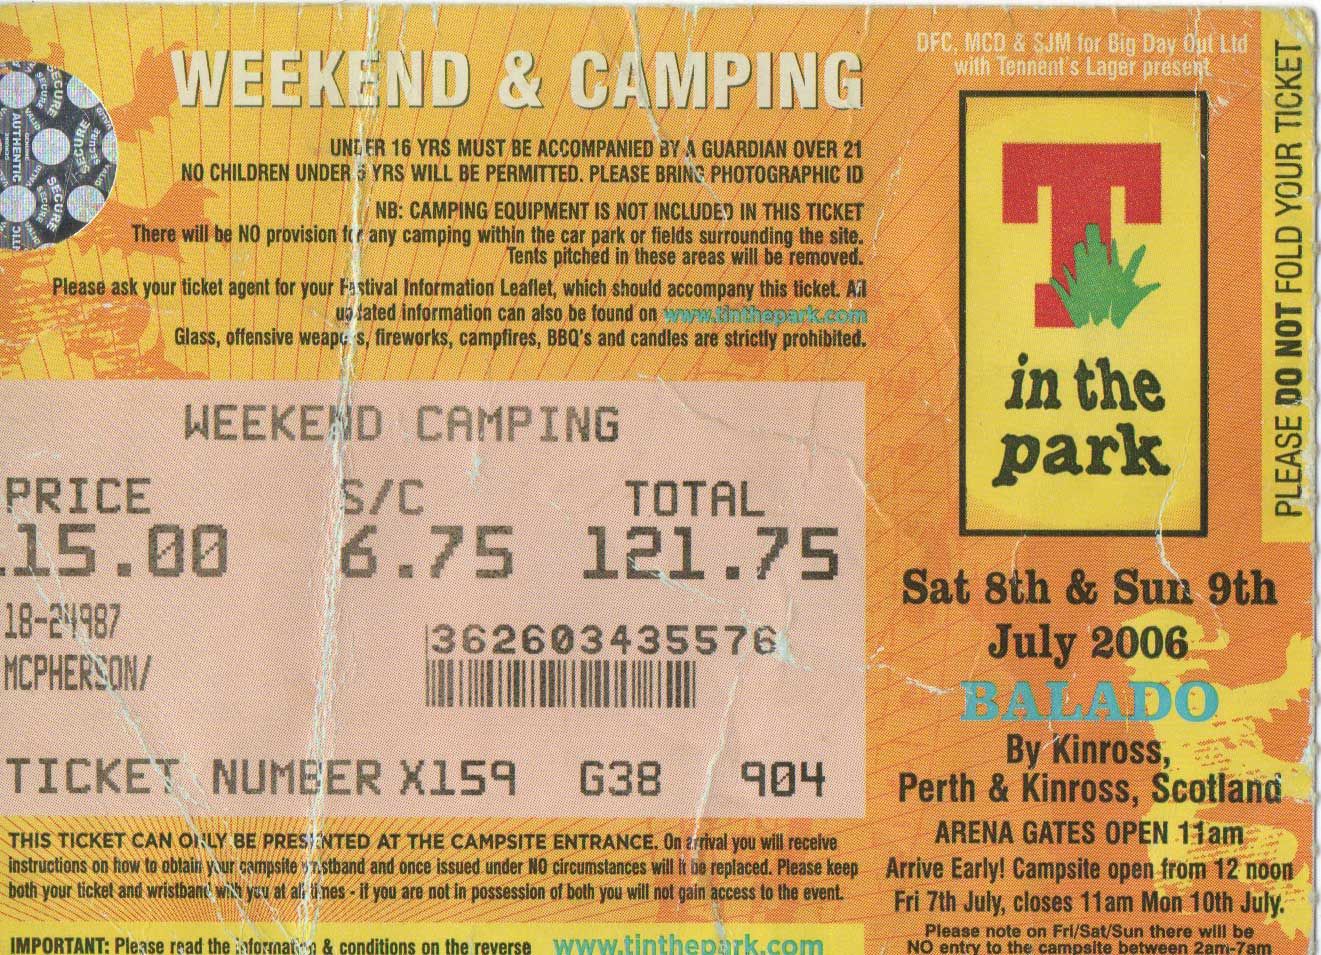 WEEKEND & CAMPING
UNDER 16 YRS MUST BE ACCOMPANIED BY A GUARDIAN OVER 21
NO CHILDREN UNDER 5 YRS WILL BE PERMITTED. PLEASE BRING PHOTOGRAPHIC ID
NB: CAMPING EQUIPMENT IS NOT INCLUDED IN THIS TICKET
There will be NO provision for any camping within the car park or fields surrounding the site.
Tents pitched in these areas will be removed.
Please ask your ticket agent for your Festival Information Leaflet, which should accompany this ticket. All
updated information can also be found on www.tinthepark.com
Glass, offensive weapons, fireworks, campfires, BBQ's and candles are strictly prohibited.
SECURE
AUTHENTIC
SECURE
SECURE
WEEKEND CAMPING
PRICE S/C TOTAL
115.00 6.75 121.75
18-24987
MCPHERSON/
362603435576
TICKET NUMBER X159 G38 904
THIS TICKET CAN ONLY BE PRESENTED AT THE CAMPSITE ENTRANCE. On arrival you will receive
instructions on how to obtain your campsite wristband and once issued under NO circumstances will it be replaced. Please keep
both your ticket and wristband with you at all times - if you are not in possession of both you will not gain access to the event.
IMPORTANT: Please read the information & conditions on the reverse www.tinthepark.com
DFC, MCD & SJM for Big Day Out Ltd
with Tennent's Lager present
T
in the
park
Sat 8th & Sun 9th
July 2006
BALADO
By Kinross,
Perth & Kinross, Scotland
ARENA GATES OPEN 11am
Arrive Early! Campsite open from 12 noon
Fri 7th July, closes 11am Mon 10th July.
Please note on Fri/Sat/Sun there will be
NO entry to the campsite between 2am-7am
PLEASE DO NOT FOLD YOUR TICKET